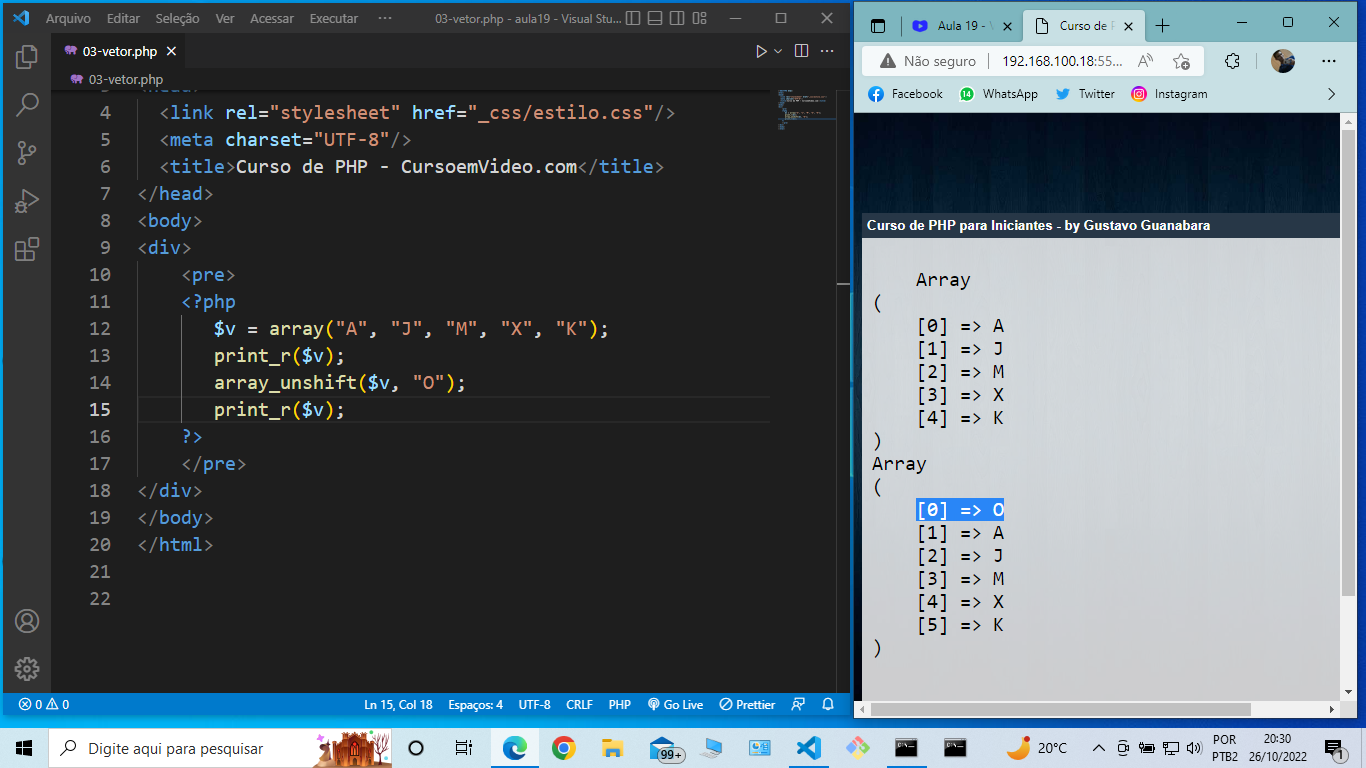 Arquivo Editar Seleção Ver Acessar Executar ··· 03-vetor.php - aula19 - Visual Stu...
03-vetor.php
03-vetor.php
4 <link rel="stylesheet" href="_css/estilo.css"/>
5 <meta charset="UTF-8"/>
6 <title>Curso de PHP - CursoemVideo.com</title>
7 </head>
8 <body>
9 <div>
10 <pre>
11 <?php
12 $v = array("A", "J", "M", "X", "K");
13 print_r($v);
14 array_unshift($v, "O");
15 print_r($v);
16 ?>
17 </pre>
18 </div>
19 </body>
20 </html>
21
22
0 0 Ln 15, Col 18 Espaços: 4 UTF-8 CRLF PHP Go Live Prettier
Aula 19 - Curso de
Não seguro 192.168.100.18:55...
Facebook WhatsApp Twitter Instagram
Curso de PHP para Iniciantes - by Gustavo Guanabara
Array
(
[0] => A
[1] => J
[2] => M
[3] => X
[4] => K
)
Array
(
[0] => O
[1] => A
[2] => J
[3] => M
[4] => X
[5] => K
)
Digite aqui para pesquisar 99+ 20°C POR 20:30
PTB2 26/10/2022 1